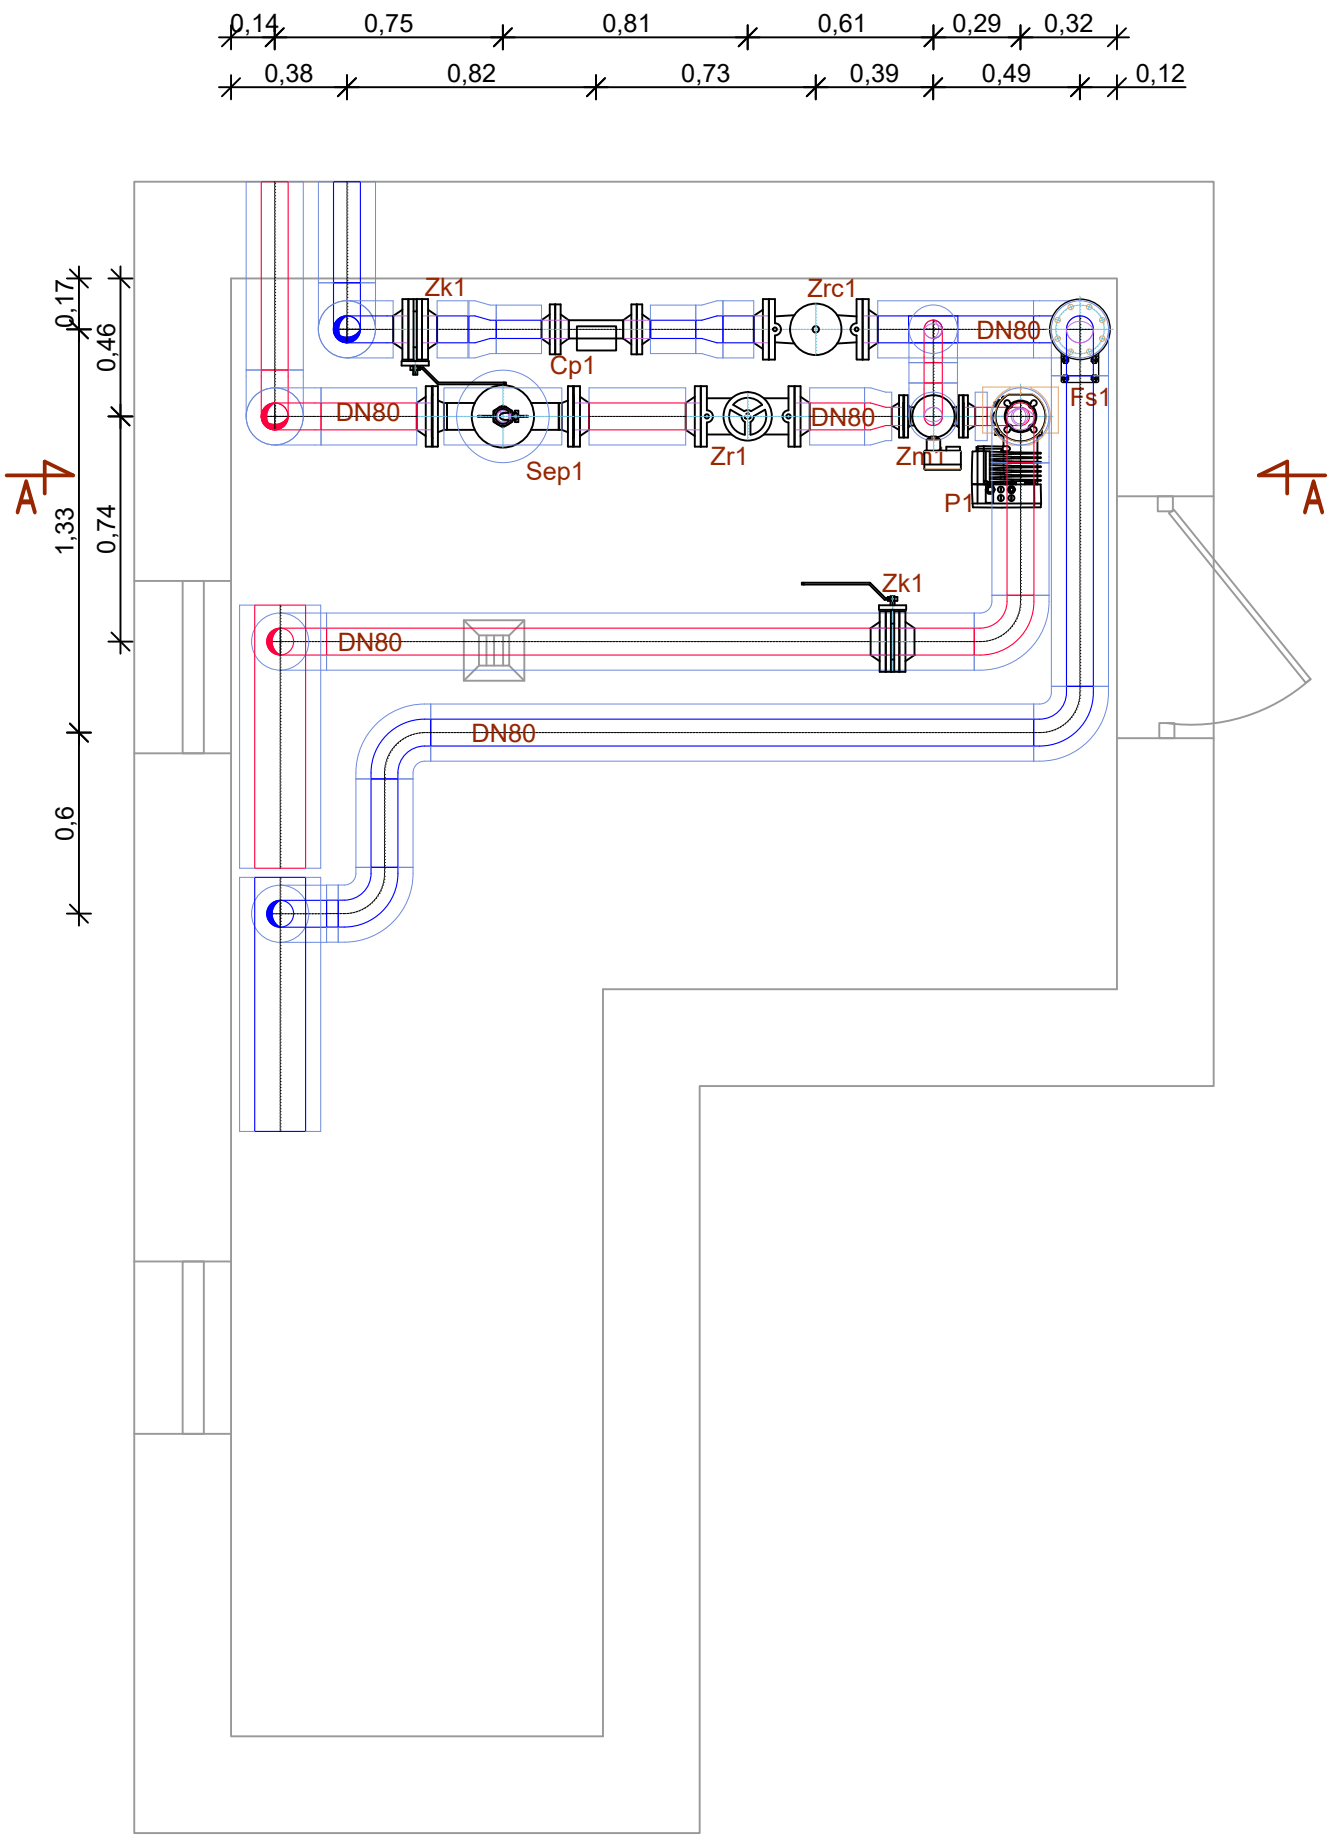 0,14 0,75 0,81 0,61 0,29 0,32
0,38 0,82 0,73 0,39 0,49 0,12
0,17
0,46
1,33
0,74
0,6
Zk1
Zrc1
DN80
Cp1
Fs1
DN80
DN80
Sep1
Zr1
Zm1
P1
A
A
Zk1
DN80
DN80